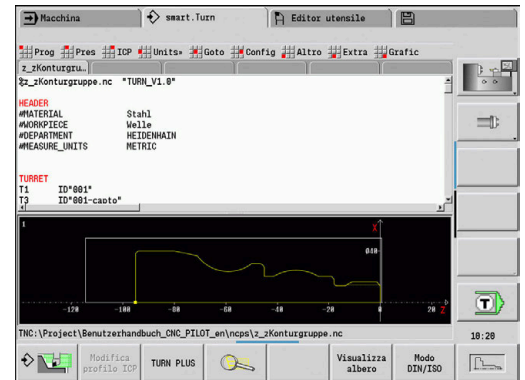 Macchina smart.Turn Editor utensile
Prog Pres ICP Units» Goto Config Altro Extra Grafic
z_zKonturgru…
%z_zKonturgruppe.nc "TURN_V1.0"
HEADER
#MATERIAL Stahl
#WORKPIECE Welle
#DEPARTMENT HEIDENHAIN
#MEASURE_UNITS METRIC
TURRET
T1 ID"001"
T3 ID"001-capto"
1
X
ø40
-120 -100 -80 -60 -40 -20 0 20 Z
TNC:\Project\Benutzerhandbuch_CNC_PILOT_en\ncps\z_zKonturgruppe.nc
10:20
Modifica profilo ICP
TURN PLUS
Visualizza albero
Modo DIN/ISO
T